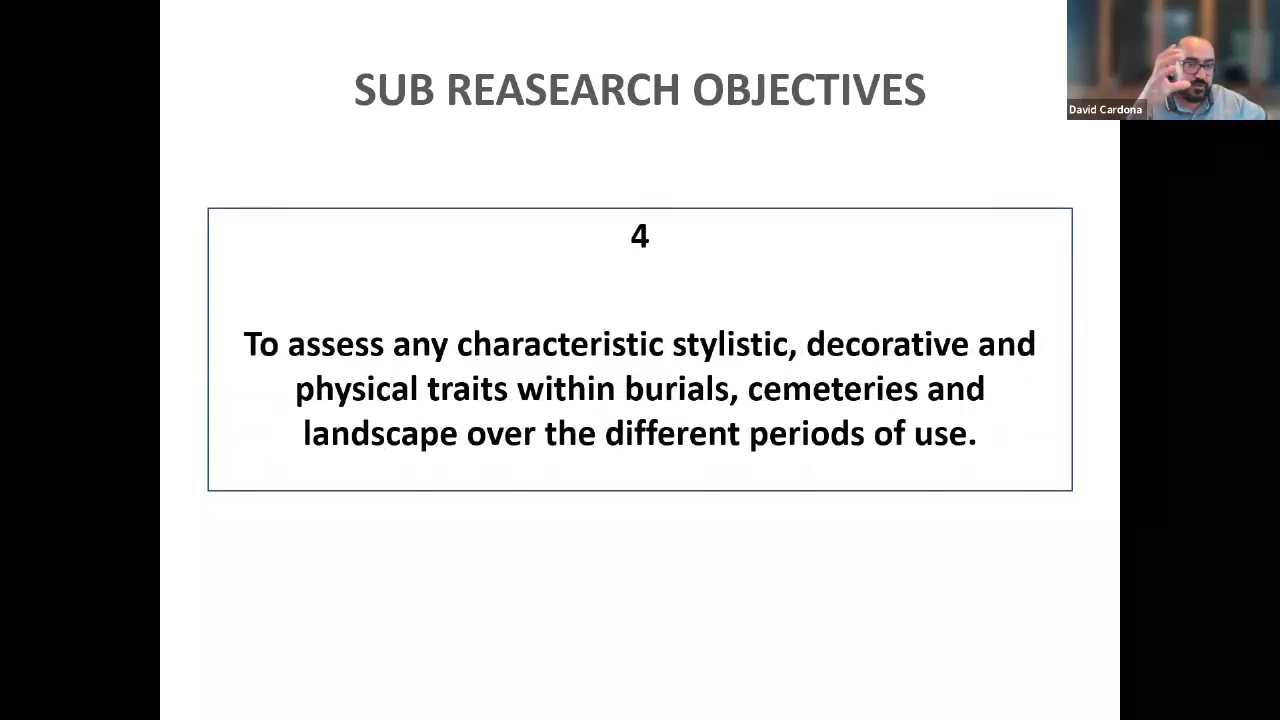 SUB REASEARCH OBJECTIVES
David Cardona
4
To assess any characteristic stylistic, decorative and
physical traits within burials, cemeteries and
landscape over the different periods of use.